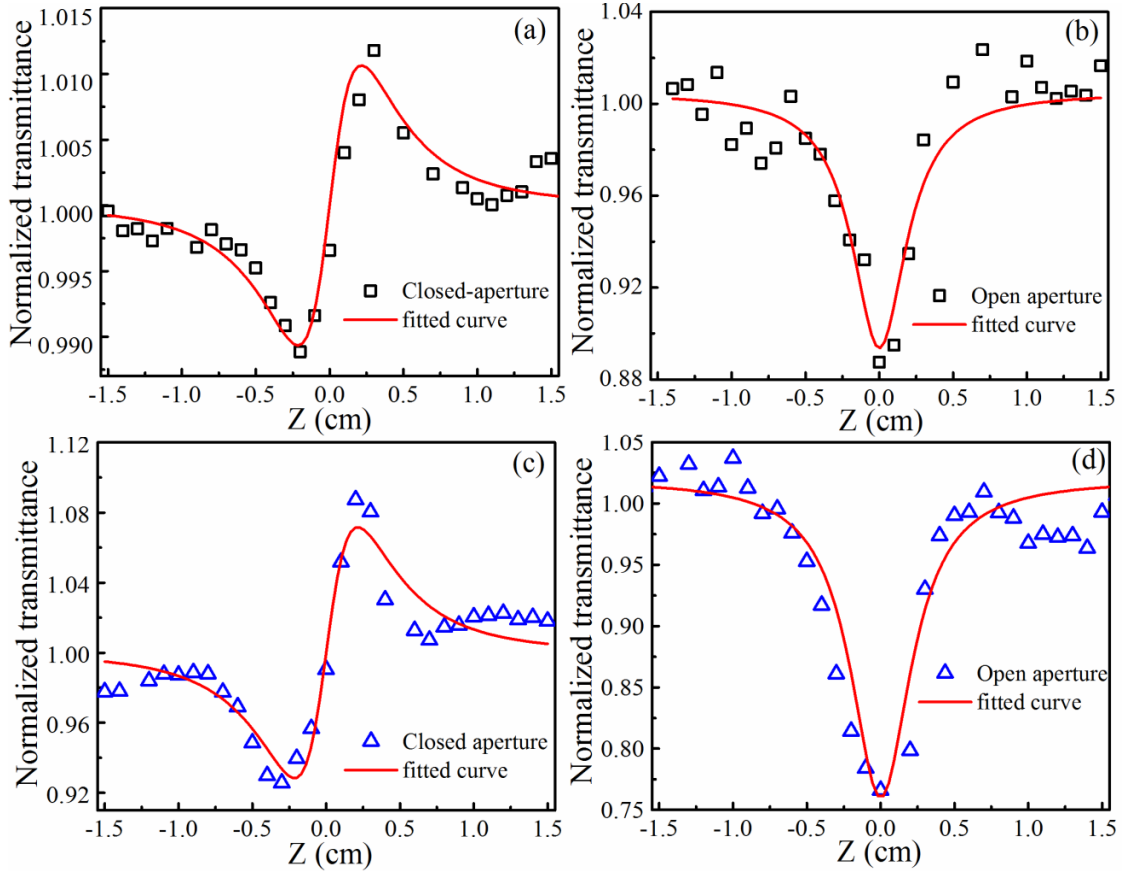 1.015
1.010
1.005
1.000
0.995
0.990
Normalized transmittance
(a)
Closed-aperture
fitted curve
-1.5 -1.0 -0.5 0.0 0.5 1.0 1.5
Z (cm)
1.04
1.00
0.96
0.92
0.88
Normalized transmittance
(b)
Open aperture
fitted curve
-1.5 -1.0 -0.5 0.0 0.5 1.0 1.5
Z (cm)
1.12
1.08
1.04
1.00
0.96
0.92
Normalized transmittance
(c)
Closed aperture
fitted curve
-1.5 -1.0 -0.5 0.0 0.5 1.0 1.5
Z (cm)
1.05
1.00
0.95
0.90
0.85
0.80
0.75
Normalized transmittance
(d)
Open aperture
fitted curve
-1.5 -1.0 -0.5 0.0 0.5 1.0 1.5
Z (cm)